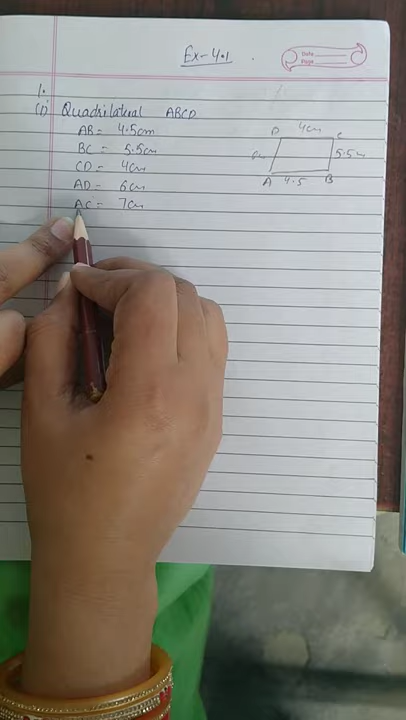 Ex-4.1
Date
Page
1.
(i) Quadrilateral ABCD
AB = 4.5cm
BC = 5.5cm
CD = 4cm
AD = 6cm
AC = 7cm
4cm
D C
5.5cm
A 4.5 B